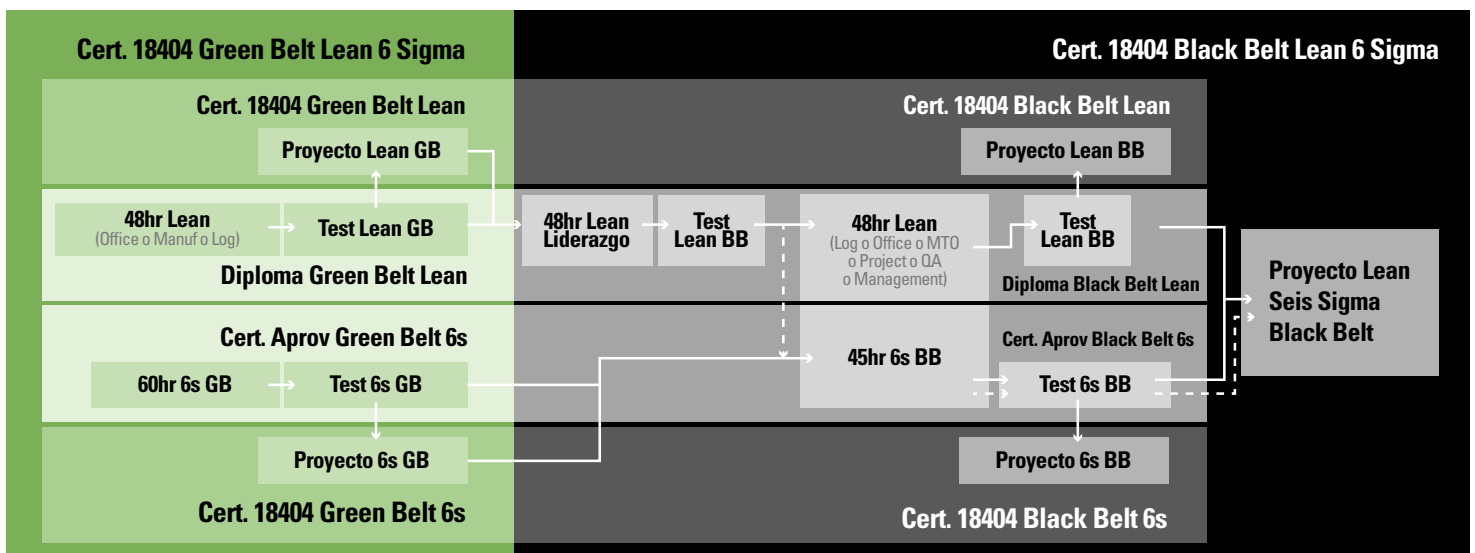 Cert. 18404 Green Belt Lean 6 Sigma
Cert. 18404 Black Belt Lean 6 Sigma
Cert. 18404 Green Belt Lean
Cert. 18404 Black Belt Lean
Proyecto Lean GB
Proyecto Lean BB
48hr Lean
(Office o Manuf o Log)
Test Lean GB
48hr Lean
Liderazgo
Test
Lean BB
48hr Lean
(Log o Office o MTO
o Project o QA
o Management)
Test
Lean BB
Diploma Green Belt Lean
Diploma Black Belt Lean
Proyecto Lean
Seis Sigma
Black Belt
Cert. Aprov Green Belt 6s
Cert. Aprov Black Belt 6s
60hr 6s GB
Test 6s GB
45hr 6s BB
Test 6s BB
Proyecto 6s GB
Proyecto 6s BB
Cert. 18404 Green Belt 6s
Cert. 18404 Black Belt 6s